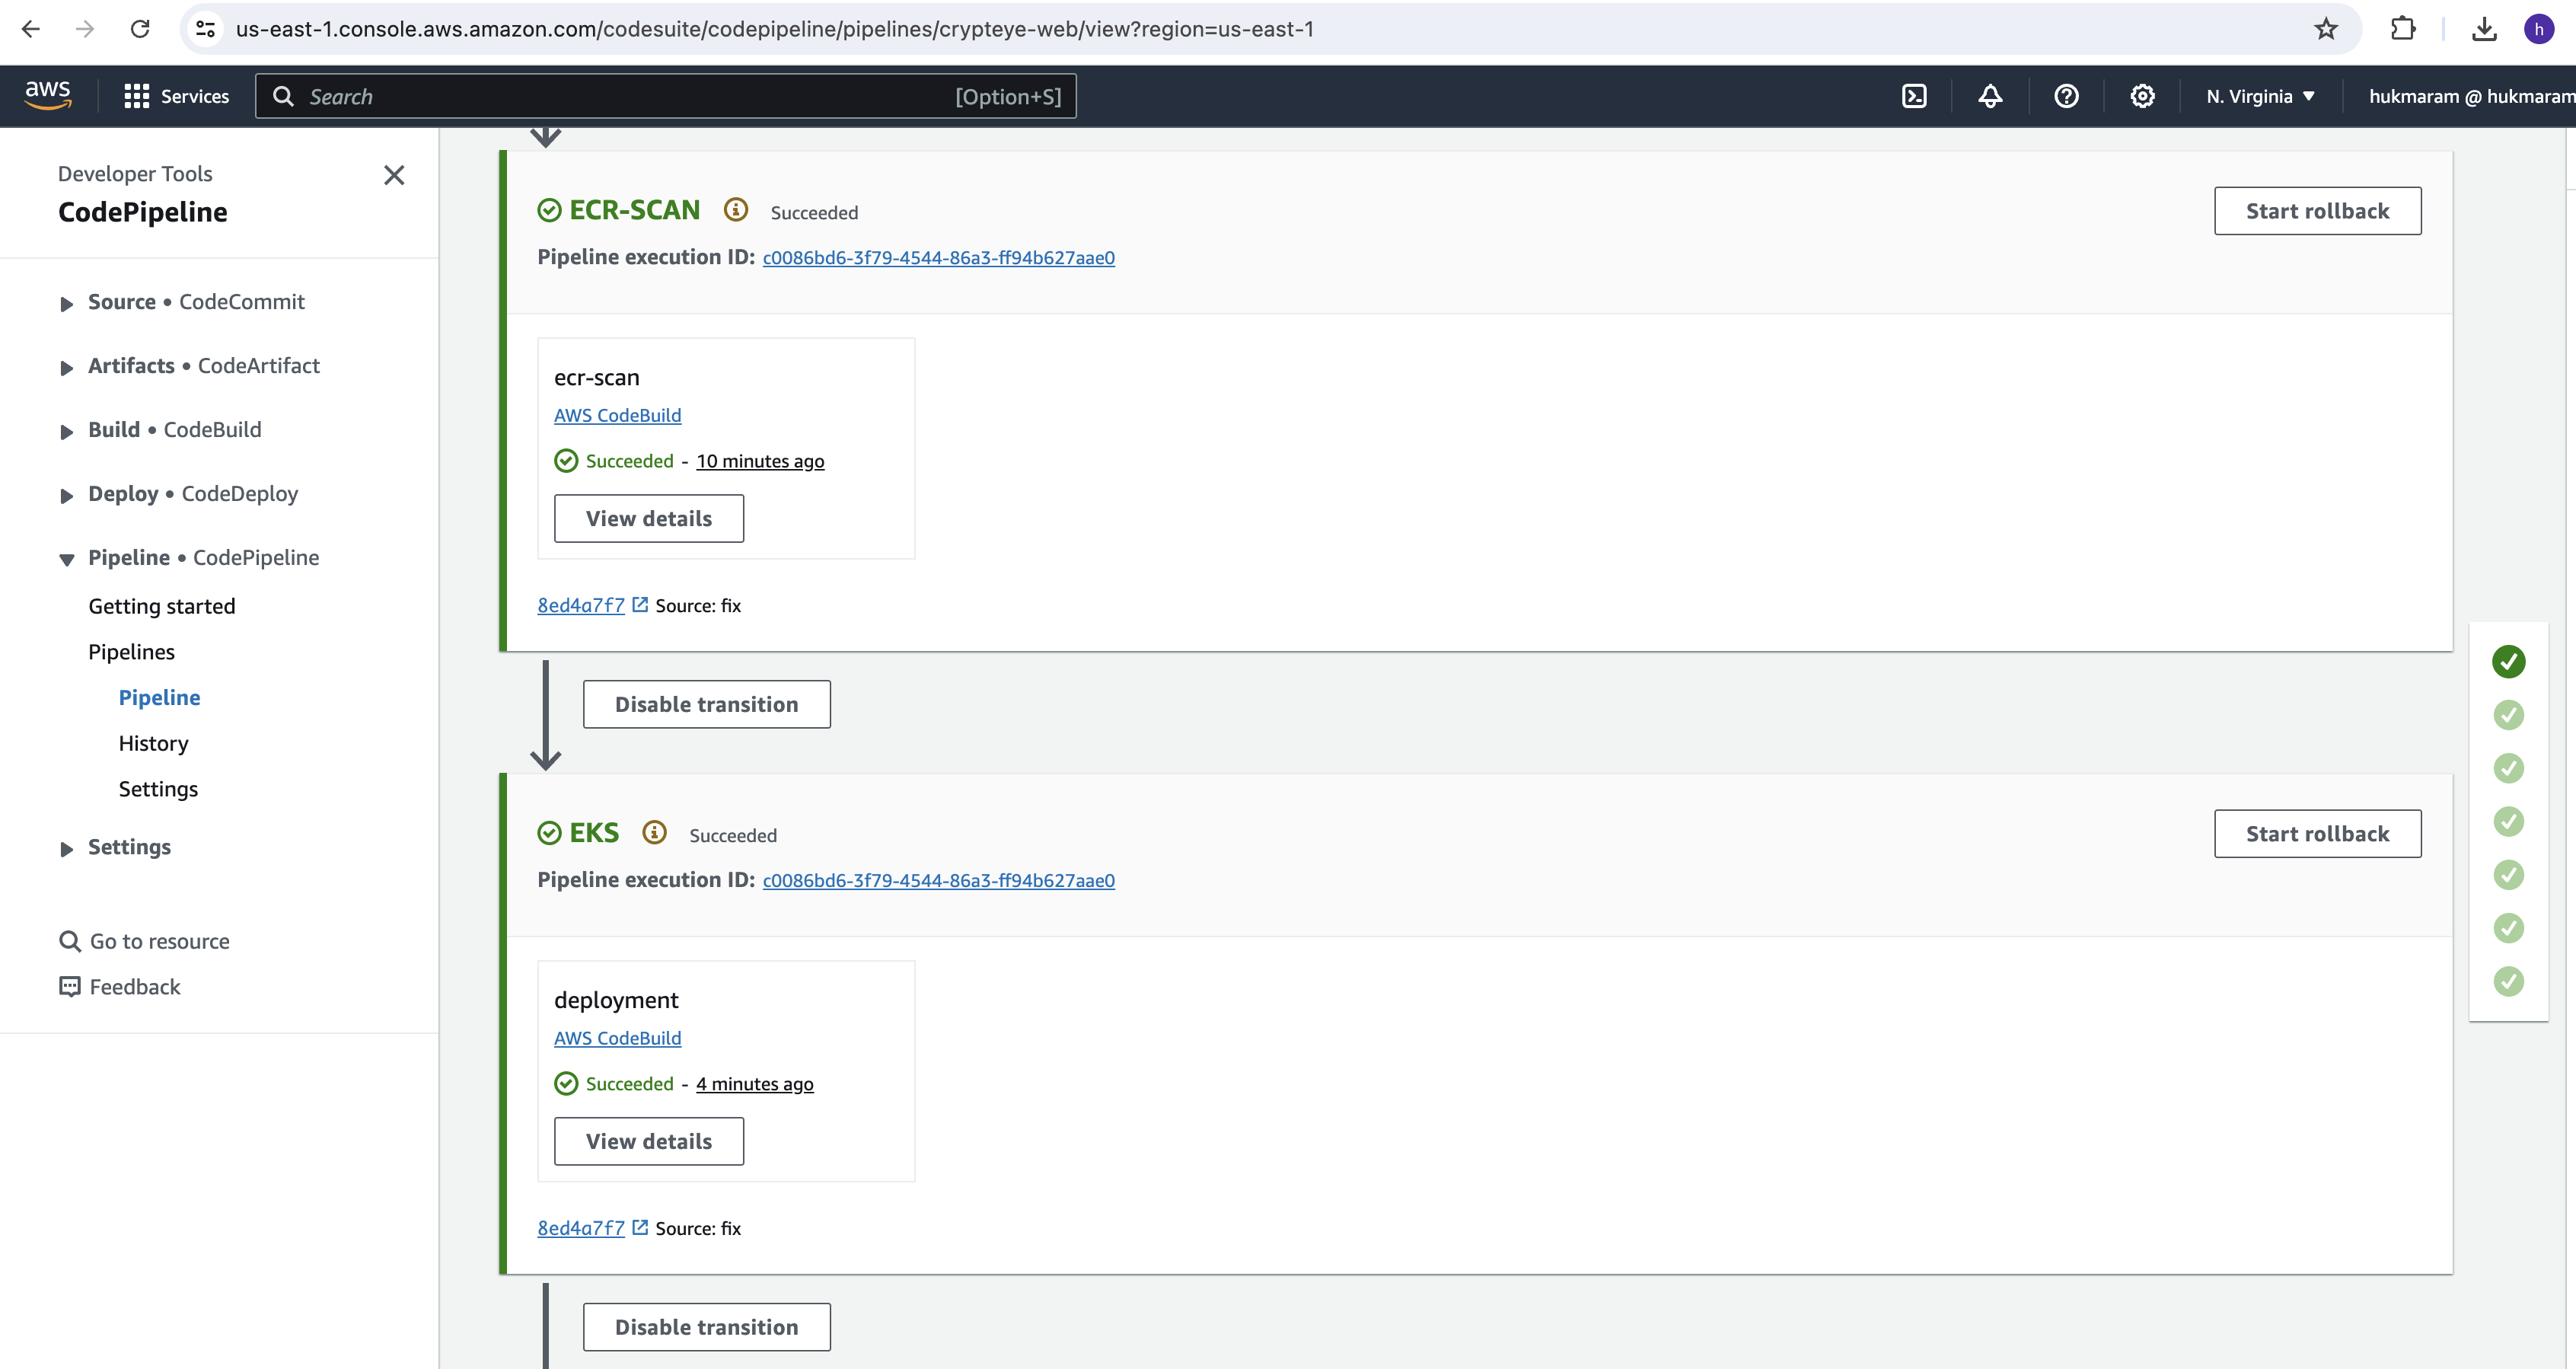 us-east-1.console.aws.amazon.com/codesuite/codepipeline/pipelines/crypteye-web/view?region=us-east-1
h
aws
Services
Search
[Option+S]
N. Virginia
hukmaram @ hukmaram
Developer Tools
CodePipeline
Source • CodeCommit
Artifacts • CodeArtifact
Build • CodeBuild
Deploy • CodeDeploy
Pipeline • CodePipeline
Getting started
Pipelines
Pipeline
History
Settings
Settings
Go to resource
Feedback
ECR-SCAN
Succeeded
Start rollback
Pipeline execution ID: c0086bd6-3f79-4544-86a3-ff94b627aae0
ecr-scan
AWS CodeBuild
Succeeded - 10 minutes ago
View details
8ed4a7f7 Source: fix
Disable transition
EKS
Succeeded
Start rollback
Pipeline execution ID: c0086bd6-3f79-4544-86a3-ff94b627aae0
deployment
AWS CodeBuild
Succeeded - 4 minutes ago
View details
8ed4a7f7 Source: fix
Disable transition